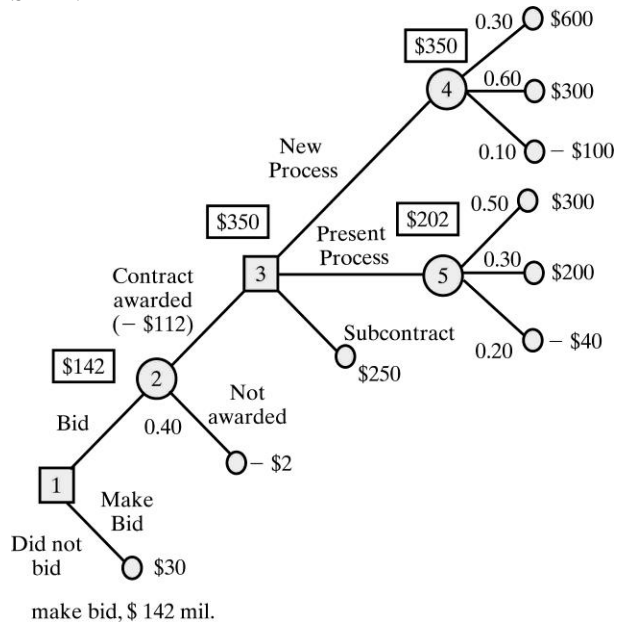 0.30
$600
$350
4
0.60
$300
0.10
– $100
New
Process
0.50
$300
$350
$202
Present
Process
3
5
0.30
$200
Contract
awarded
(– $112)
Subcontract
$250
0.20
– $40
$142
2
Not
awarded
Bid
0.40
– $2
1
Make
Bid
Did not
bid
$30
make bid, $ 142 mil.